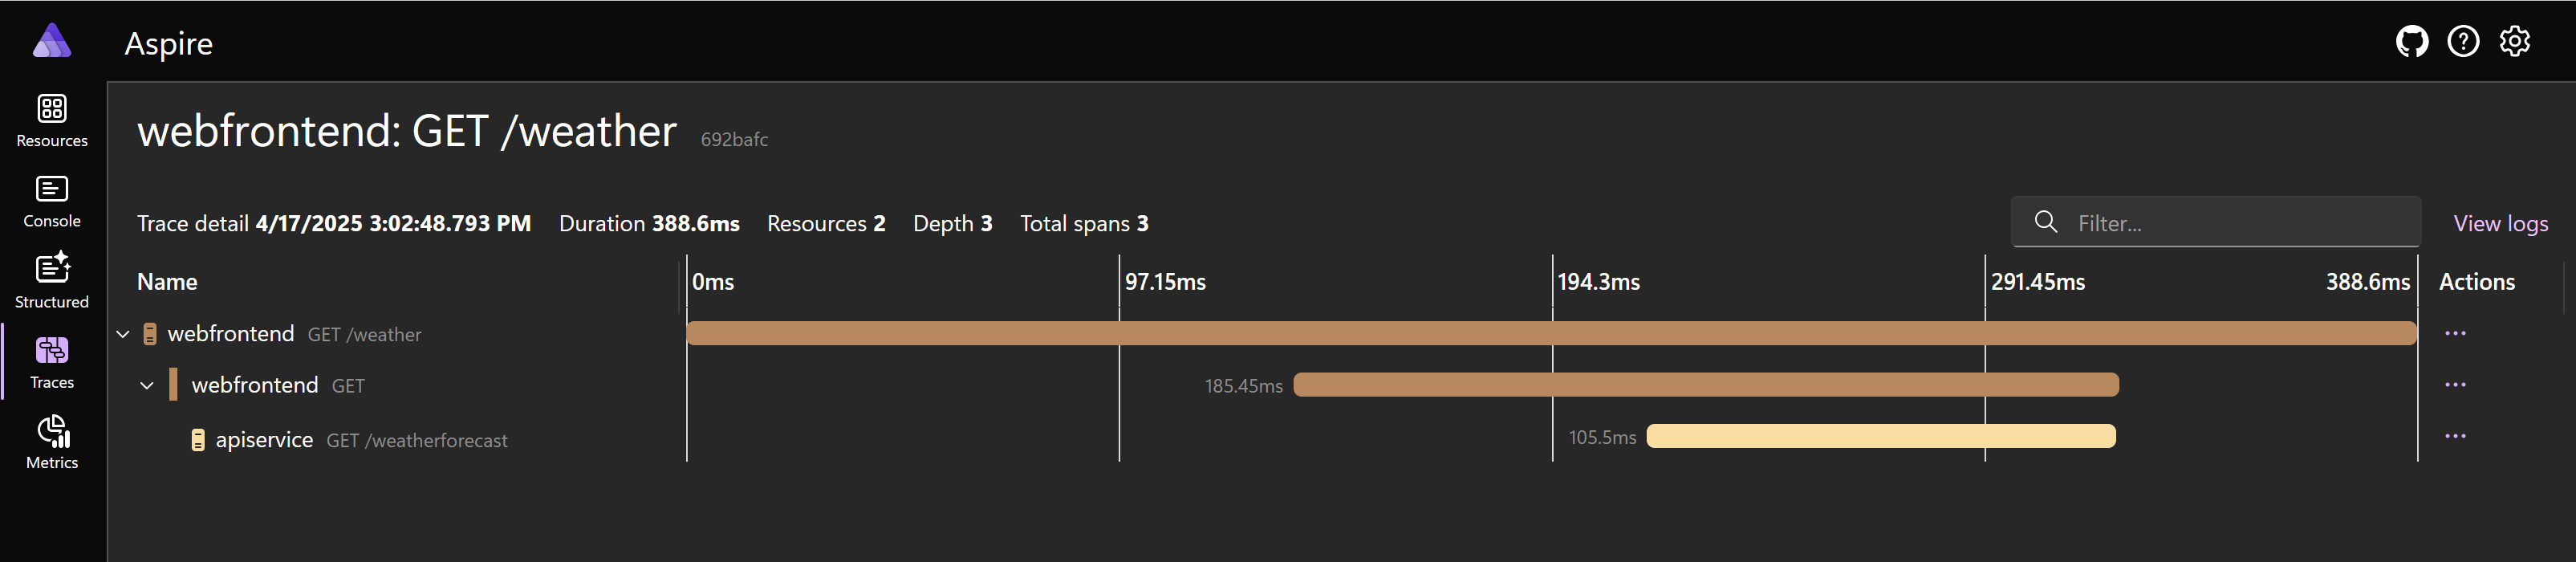 Aspire
Resources
Console
Structured
Traces
Metrics
webfrontend: GET /weather 692bafc
Trace detail 4/17/2025 3:02:48.793 PM Duration 388.6ms Resources 2 Depth 3 Total spans 3
Filter... View logs
Name 0ms 97.15ms 194.3ms 291.45ms 388.6ms Actions
webfrontend GET /weather
webfrontend GET 185.45ms
apiservice GET /weatherforecast 105.5ms